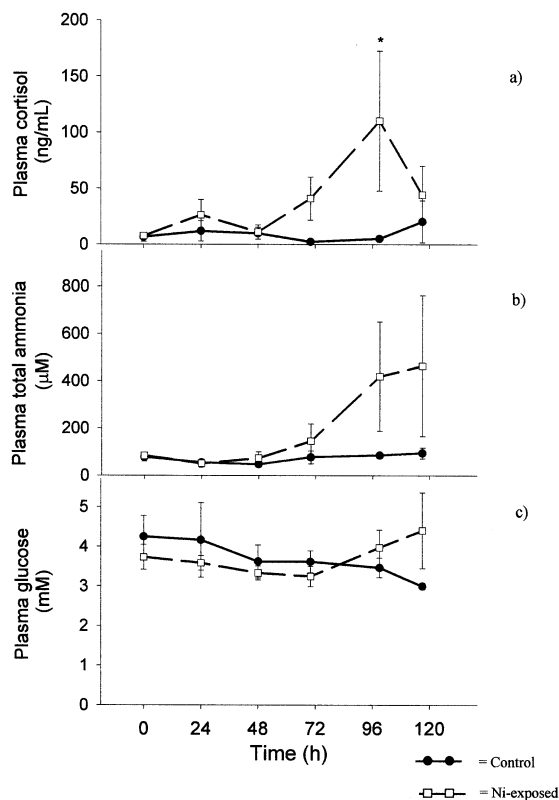 200
150
100
50
0
Plasma cortisol
(ng/mL)
*
a)
800
600
400
200
0
Plasma total ammonia
(μM)
b)
5
4
3
2
1
0
Plasma glucose
(mM)
c)
0 24 48 72 96 120
Time (h)
= Control
= Ni-exposed